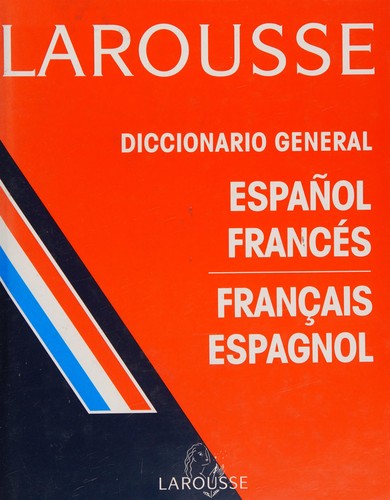 LAROUSSE
DICCIONARIO GENERAL
ESPAÑOL
FRANCÉS
FRANÇAIS
ESPAGNOL
LAROUSSE